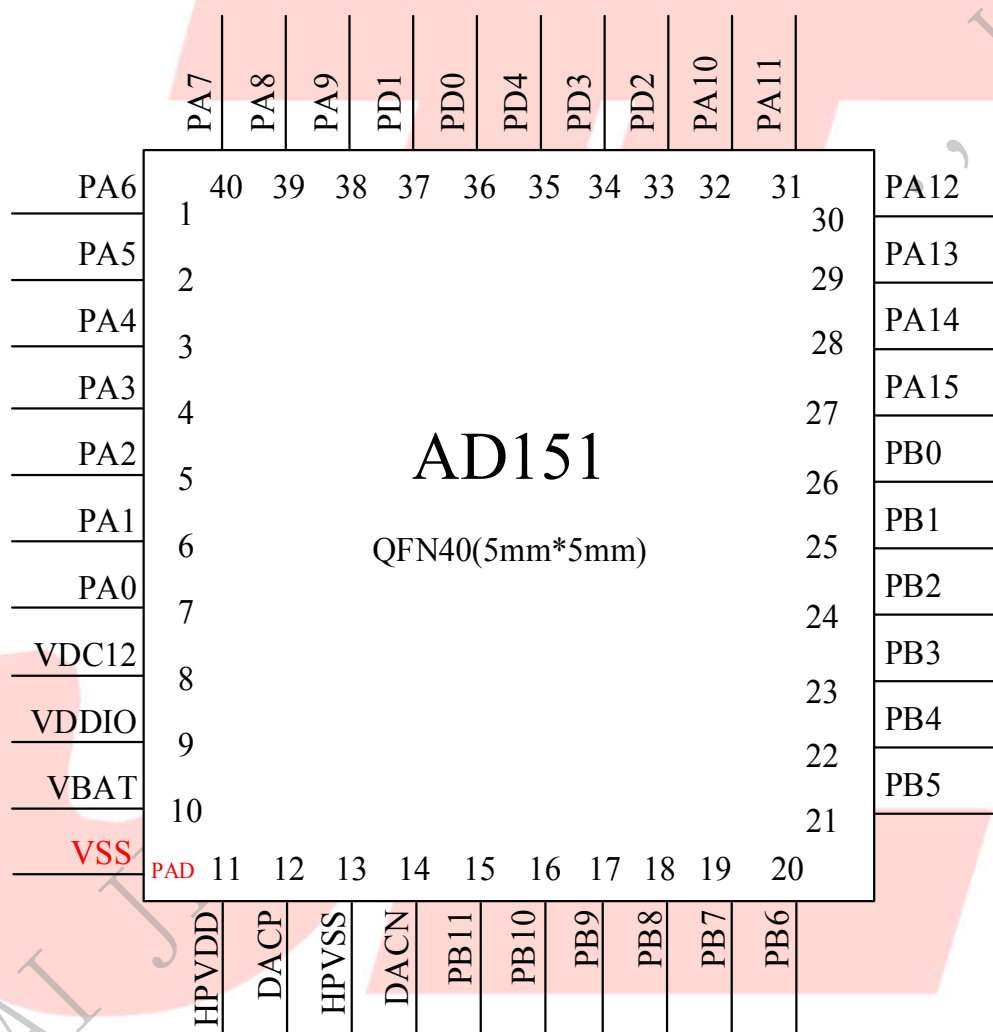 PA7 PA8 PA9 PD1 PD0 PD4 PD3 PD2 PA10 PA11
40 39 38 37 36 35 34 33 32 31
PA6 1
PA5 2
PA4 3
PA3 4
PA2 5
PA1 6
PA0 7
VDC12 8
VDDIO 9
VBAT 10
VSS PAD
AD151
QFN40(5mm*5mm)
30 PA12
29 PA13
28 PA14
27 PA15
26 PB0
25 PB1
24 PB2
23 PB3
22 PB4
21 PB5
11 12 13 14 15 16 17 18 19 20
HPVDD DACP HPVSS DACN PB11 PB10 PB9 PB8 PB7 PB6